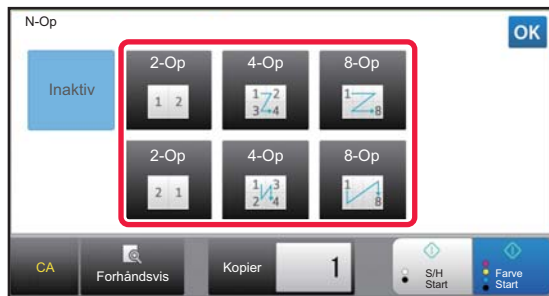 N-Op
OK
Inaktiv
2-Op
4-Op
8-Op
1 2
1 2
3 4
1
8
2-Op
4-Op
8-Op
2 1
1 3
2 4
1
8
CA
Forhåndsvis
Kopier
1
S/H
Start
Farve
Start